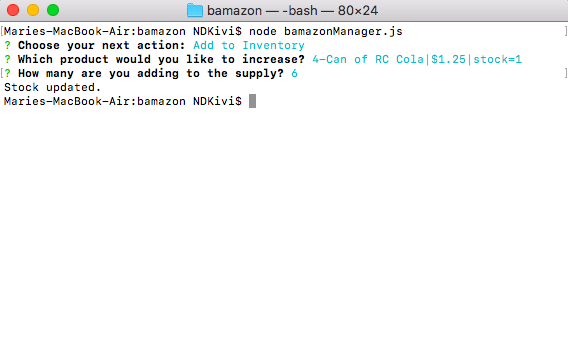 bamazon — -bash — 80×24
[Maries-MacBook-Air:bamazon NDKivi$ node bamazonManager.js ]
? Choose your next action: Add to Inventory
? Which product would you like to increase? 4-Can of RC Cola|$1.25|stock=1
[? How many are you adding to the supply? 6 ]
Stock updated.
Maries-MacBook-Air:bamazon NDKivi$